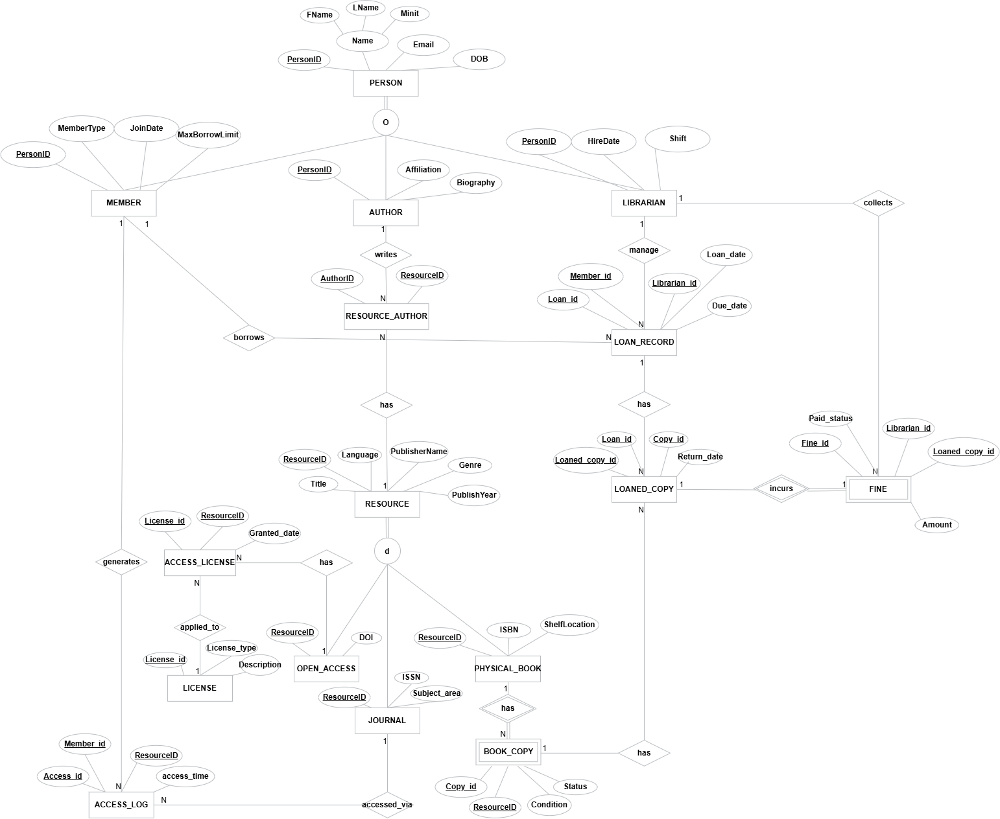 LName
FName
Minit
Name
Email
PersonID
DOB
PERSON
O
MemberType
JoinDate
MaxBorrowLimit
PersonID
PersonID
HireDate
Shift
PersonID
Affiliation
Biography
MEMBER
AUTHOR
LIBRARIAN
1
collects
1
1
1
1
writes
manage
Loan_date
AuthorID
ResourceID
Member_id
Librarian_id
Loan_id
Due_date
N
RESOURCE_AUTHOR
N
LOAN_RECORD
N
borrows
N
1
has
has
Paid_status
Librarian_id
Fine_id
Loaned_copy_id
Loan_id
Copy_id
Loaned_copy_id
Return_date
ResourceID
Language
PublisherName
Genre
Title
PublishYear
1
RESOURCE
N
LOANED_COPY
1
incurs
1
N
FINE
N
Amount
License_id
ResourceID
Granted_date
d
generates
ACCESS_LICENSE
N
has
N
applied_to
License_type
License_id
Description
1
LICENSE
ResourceID
DOI
1
OPEN_ACCESS
ResourceID
ISBN
ShelfLocation
PHYSICAL_BOOK
1
has
N
ISSN
Subject_area
ResourceID
JOURNAL
1
BOOK_COPY
1
has
Copy_id
ResourceID
Condition
Status
Member_id
ResourceID
Access_id
access_time
N
ACCESS_LOG
N
accessed_via